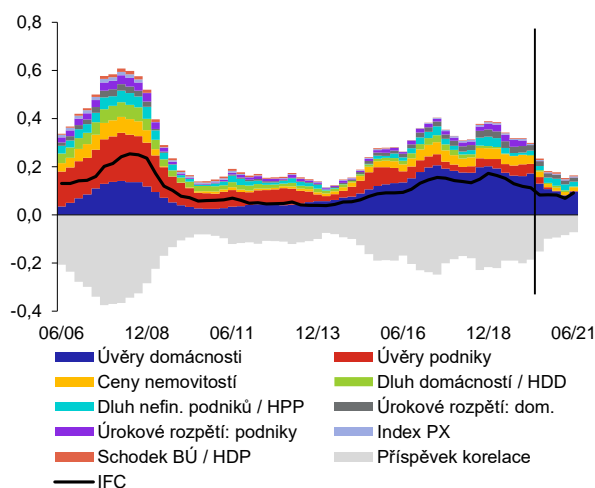 0,8
0,6
0,4
0,2
0,0
-0,2
-0,4
06/06 12/08 06/11 12/13 06/16 12/18 06/21
Úvěry domácnosti Úvěry podniky
Ceny nemovitostí Dluh domácností / HDD
Dluh nefin. podniků / HPP Úrokové rozpětí: dom.
Úrokové rozpětí: podniky Index PX
Schodek BÚ / HDP Příspěvek korelace
IFC